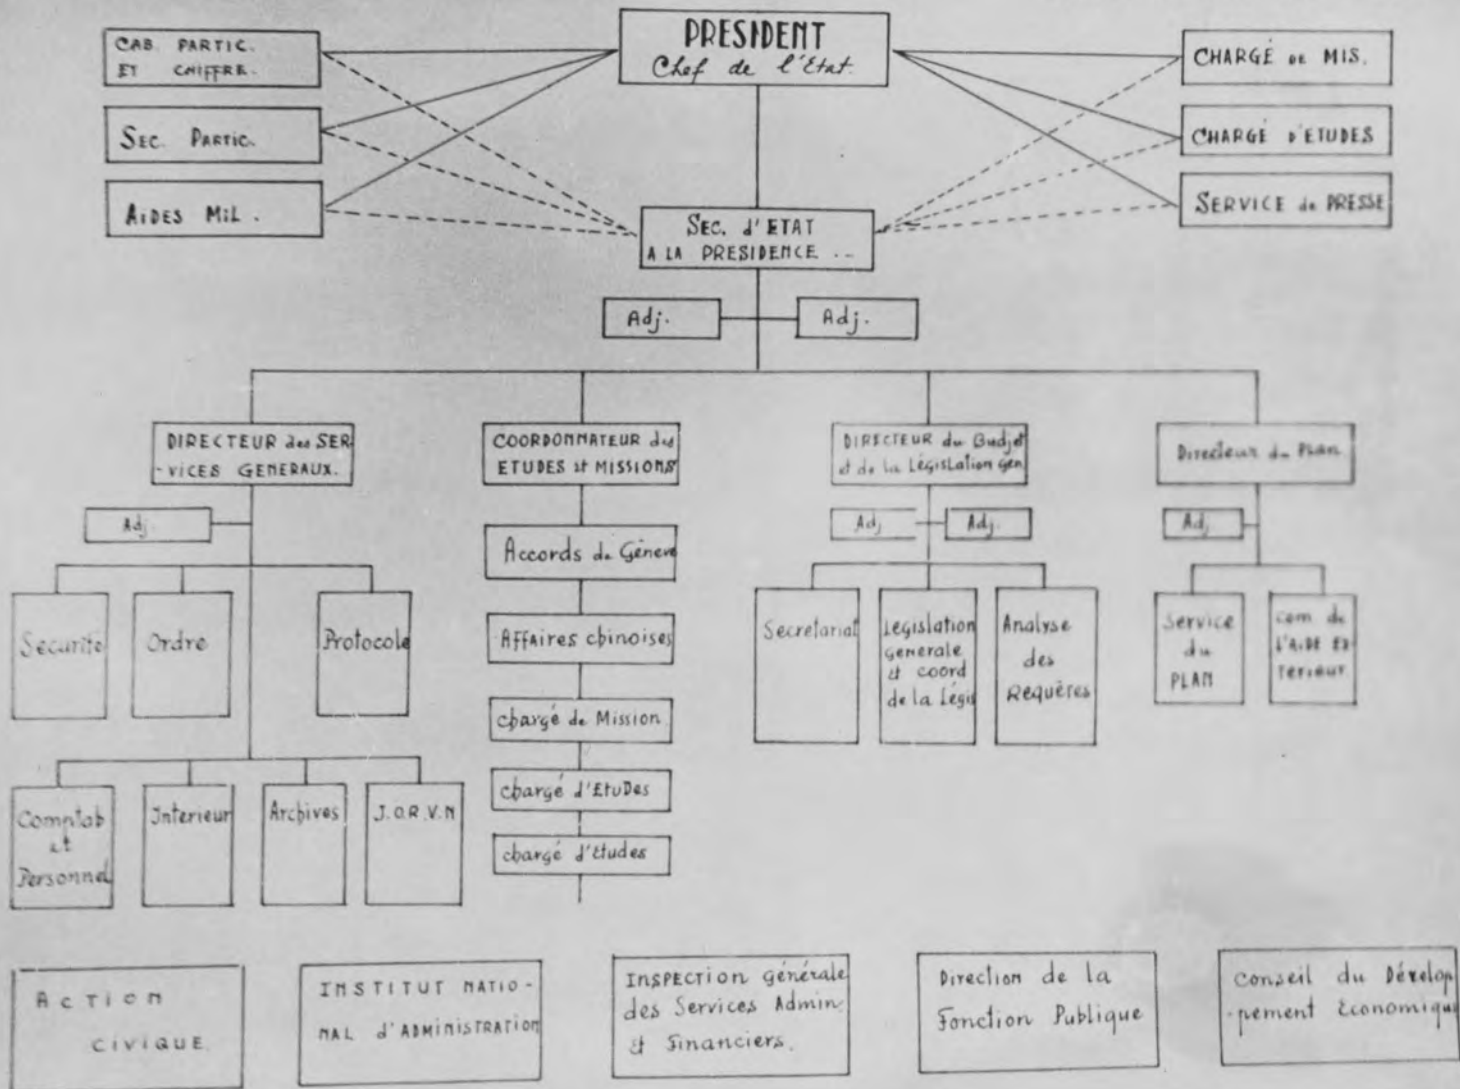 PRESIDENT
Chef de l'Etat.
CAB. PARTIC.
ET CHIFFRE.
SEC. PARTIC.
AIDES MIL.
CHARGÉ de MIS.
CHARGÉ D'ETUDES
SERVICE de PRESSE
SEC. d'ETAT
A LA PRESIDENCE ...
Adj.
Adj.
DIRECTEUR des SER
-VICES GENERAUX.
COORDONNATEUR des
ETUDES et MISSIONS
DIRECTEUR du Budjet
et de la LégisLation Gen.
Directeur du PLAN
Adj.
Adj.
Adj.
Adj
Sécurité
Ordre
Protocole
Accords de Génève
Affaires chinoises
chargé de Mission
chargé d'EtuDes
chargé d'Etudes
Secretariat
Législation
Generale
et coord
de la Légis
Analyse
des
Requêres
Service
du
PLAN
com de
L'AIDE EX-
TERIEUR
Comptab
et
Personnel
Interieur
Archives
J.O.R.V.N
ACTION
CIVIQUE.
INSTITUT NATIO-
NAL d'ADMINISTRATION
INSPECTION générale
des Services Admin.
et Financiers.
Direction de la
Fonction Publique
conseil du Dévelop
-pement Economique